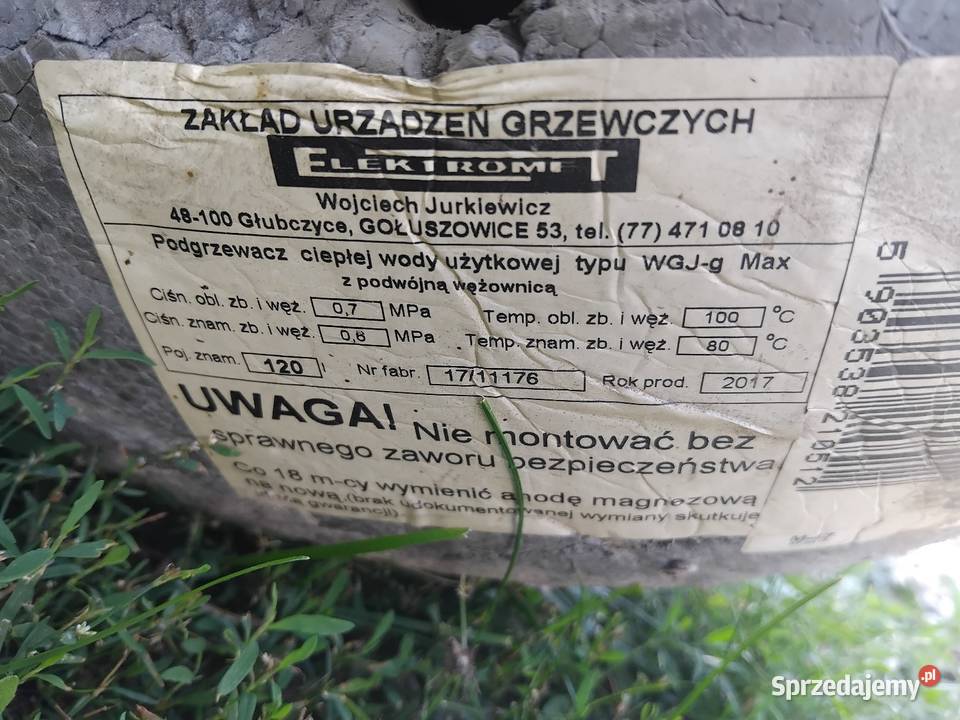 ZAKŁAD URZĄDZEŃ GRZEWCZYCH
ELEKTROMET
Wojciech Jurkiewicz
48-100 Głubczyce, GOŁUSZOWICE 53, tel. (77) 471 08 10
Podgrzewacz ciepłej wody użytkowej typu WGJ-g Max
z podwójną wężownicą
Ciśn. obl. zb. i węż. 0,7 MPa Temp. obl. zb. i węż. 100 °C
Ciśn. znam. zb. i węż. 0,6 MPa Temp. znam. zb. i węż. 80 °C
Poj. znam. 120 l Nr fabr. 17/11176 Rok prod. 2017
UWAGA! Nie montować bez
sprawnego zaworu bezpieczeństwa
Co 18 m-cy wymienić anodę magnezową
na nową.(brak udokumentowanej wymiany skutkuje
gwarancji)
5 903538 210512
Sprzedajemy.pl